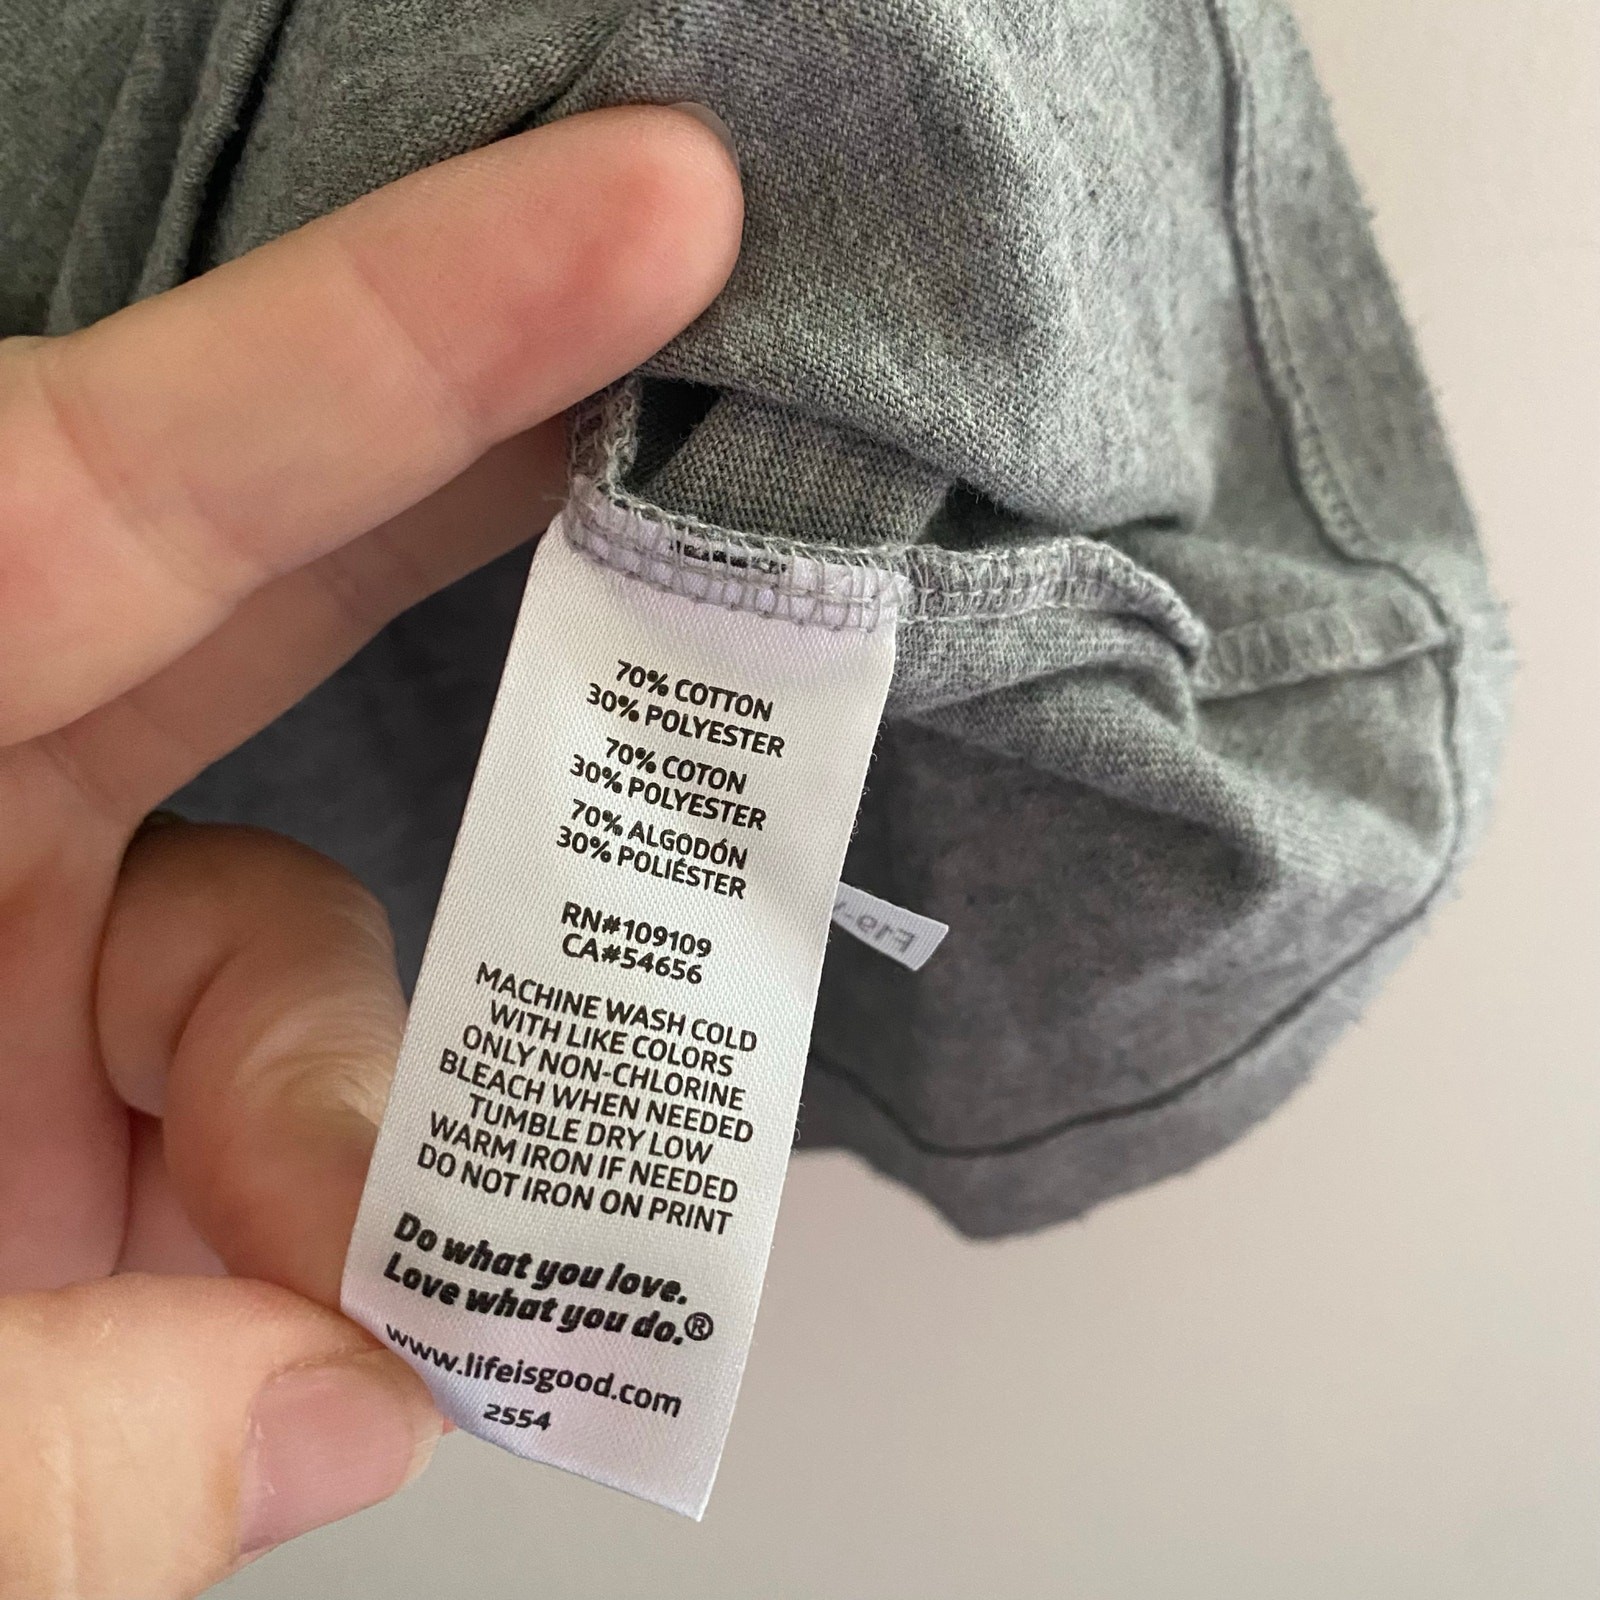 70% COTTON
30% POLYESTER
70% COTON
30% POLYESTER
70% ALGODÓN
30% POLIÉSTER
RN#109109
CA#54656
MACHINE WASH COLD
WITH LIKE COLORS
ONLY NON-CHLORINE
BLEACH WHEN NEEDED
TUMBLE DRY LOW
WARM IRON IF NEEDED
DO NOT IRON ON PRINT
Do what you love.
Love what you do.®
www.lifeisgood.com
2554